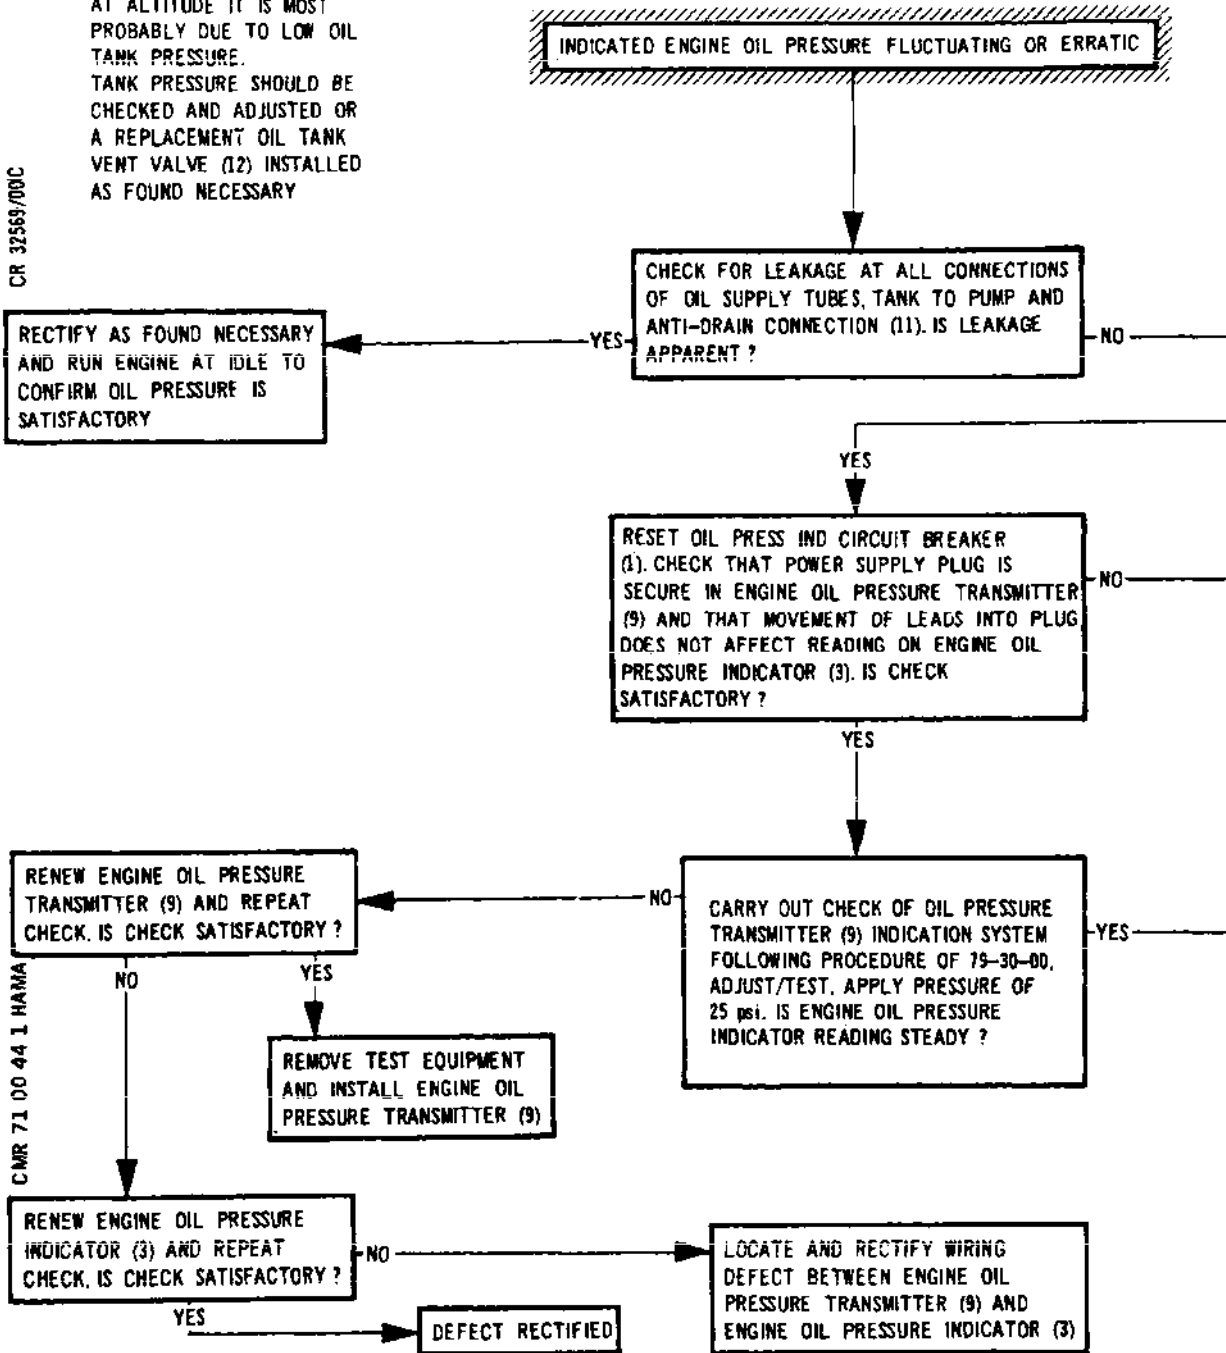 AT ALTITUDE IT IS MOST
PROBABLY DUE TO LOW OIL
TANK PRESSURE.
TANK PRESSURE SHOULD BE
CHECKED AND ADJUSTED OR
A REPLACEMENT OIL TANK
VENT VALVE (12) INSTALLED
AS FOUND NECESSARY
CR 32569/00C
INDICATED ENGINE OIL PRESSURE FLUCTUATING OR ERRATIC
CHECK FOR LEAKAGE AT ALL CONNECTIONS
OF OIL SUPPLY TUBES, TANK TO PUMP AND
ANTI-DRAIN CONNECTION (11). IS LEAKAGE
APPARENT ?
YES
NO
RECTIFY AS FOUND NECESSARY
AND RUN ENGINE AT IDLE TO
CONFIRM OIL PRESSURE IS
SATISFACTORY
YES
RESET OIL PRESS IND CIRCUIT BREAKER
(1). CHECK THAT POWER SUPPLY PLUG IS
SECURE IN ENGINE OIL PRESSURE TRANSMITTER
(9) AND THAT MOVEMENT OF LEADS INTO PLUG
DOES NOT AFFECT READING ON ENGINE OIL
PRESSURE INDICATOR (3). IS CHECK
SATISFACTORY ?
NO
YES
CARRY OUT CHECK OF OIL PRESSURE
TRANSMITTER (9) INDICATION SYSTEM
FOLLOWING PROCEDURE OF 79-30-00,
ADJUST/TEST, APPLY PRESSURE OF
25 psi. IS ENGINE OIL PRESSURE
INDICATOR READING STEADY ?
NO
YES
RENEW ENGINE OIL PRESSURE
TRANSMITTER (9) AND REPEAT
CHECK. IS CHECK SATISFACTORY ?
NO
YES
REMOVE TEST EQUIPMENT
AND INSTALL ENGINE OIL
PRESSURE TRANSMITTER (9)
CMR 71 00 44 1 HAMA
RENEW ENGINE OIL PRESSURE
INDICATOR (3) AND REPEAT
CHECK. IS CHECK SATISFACTORY ?
NO
YES
DEFECT RECTIFIED
LOCATE AND RECTIFY WIRING
DEFECT BETWEEN ENGINE OIL
PRESSURE TRANSMITTER (9) AND
ENGINE OIL PRESSURE INDICATOR (3)